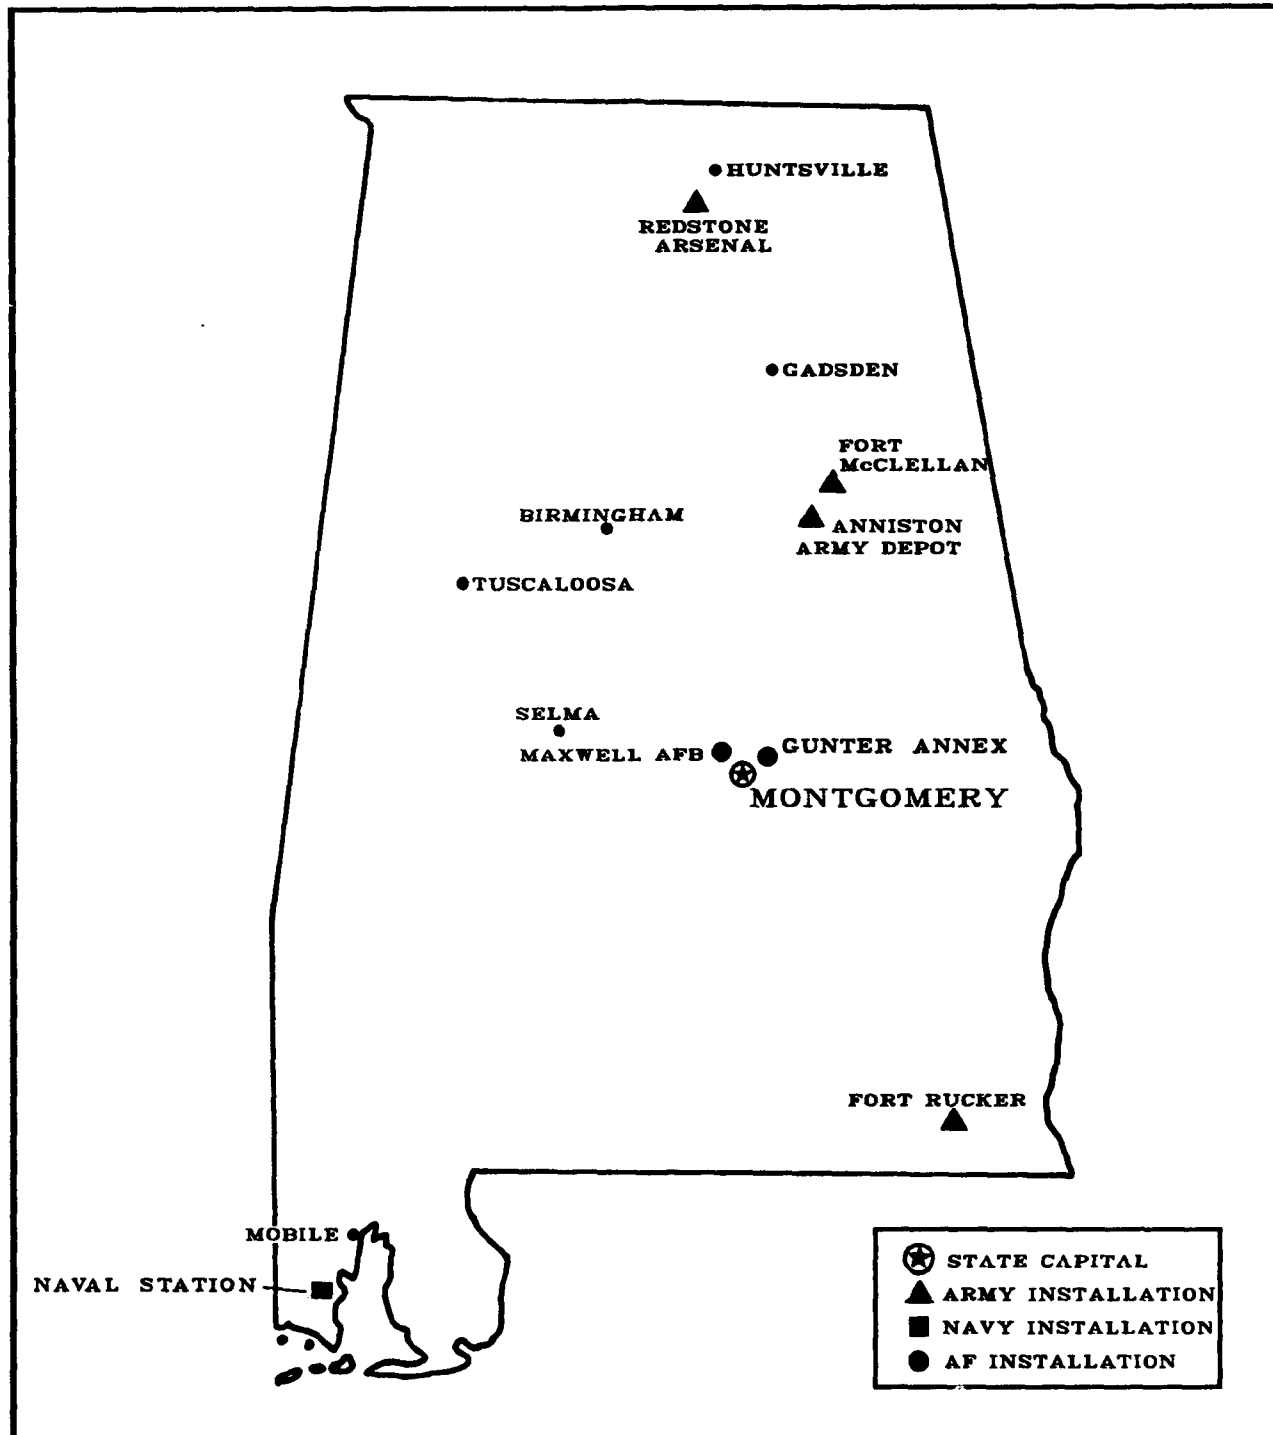 HUNTSVILLE
REDSTONE
ARSENAL
GADSDEN
FORT
McCLELLAN
BIRMINGHAM
ANNISTON
ARMY DEPOT
TUSCALOOSA
SELMA
MAXWELL AFB
GUNTER ANNEX
MONTGOMERY
FORT RUCKER
MOBILE
NAVAL STATION
STATE CAPITAL
ARMY INSTALLATION
NAVY INSTALLATION
AF INSTALLATION